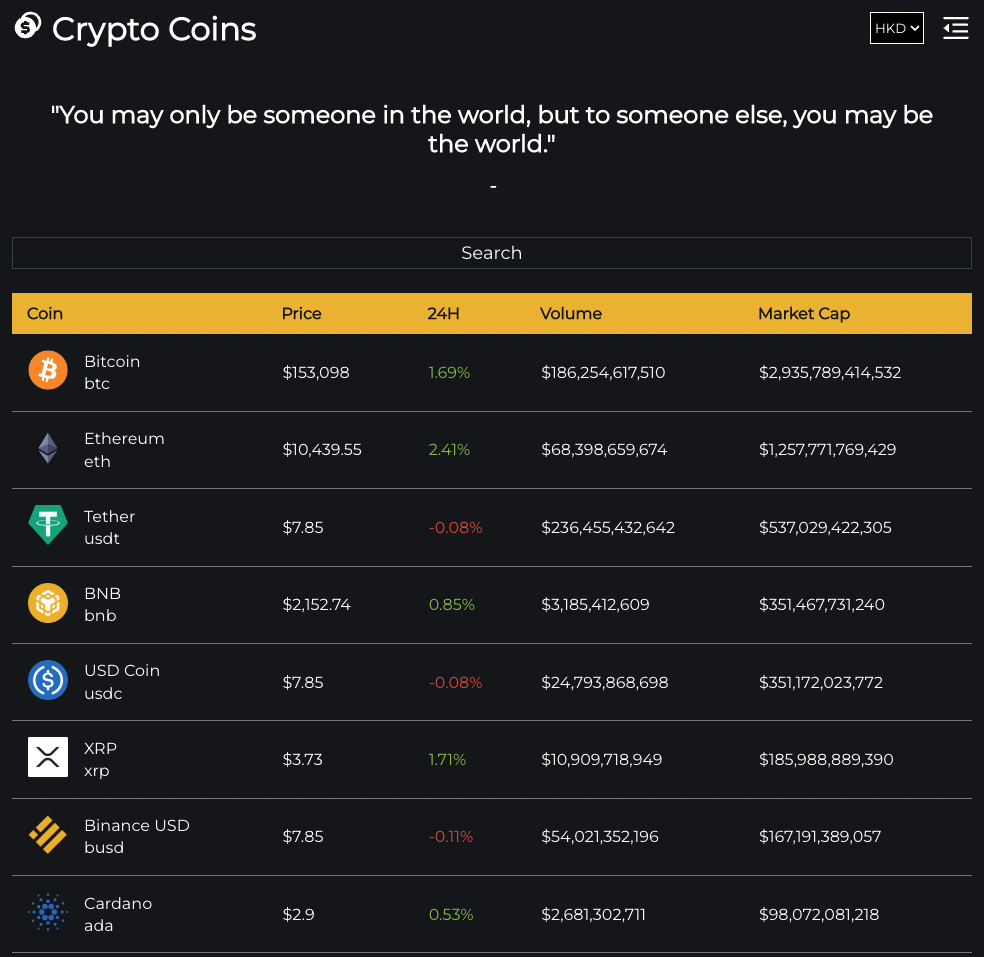 Crypto Coins
HKD
"You may only be someone in the world, but to someone else, you may be
the world."
-
Search
Coin Price 24H Volume Market Cap
Bitcoin
btc
$153,098 1.69% $186,254,617,510 $2,935,789,414,532
Ethereum
eth
$10,439.55 2.41% $68,398,659,674 $1,257,771,769,429
Tether
usdt
$7.85 -0.08% $236,455,432,642 $537,029,422,305
BNB
bnb
$2,152.74 0.85% $3,185,412,609 $351,467,731,240
USD Coin
usdc
$7.85 -0.08% $24,793,868,698 $351,172,023,772
XRP
xrp
$3.73 1.71% $10,909,718,949 $185,988,889,390
Binance USD
busd
$7.85 -0.11% $54,021,352,196 $167,191,389,057
Cardano
ada
$2.9 0.53% $2,681,302,711 $98,072,081,218